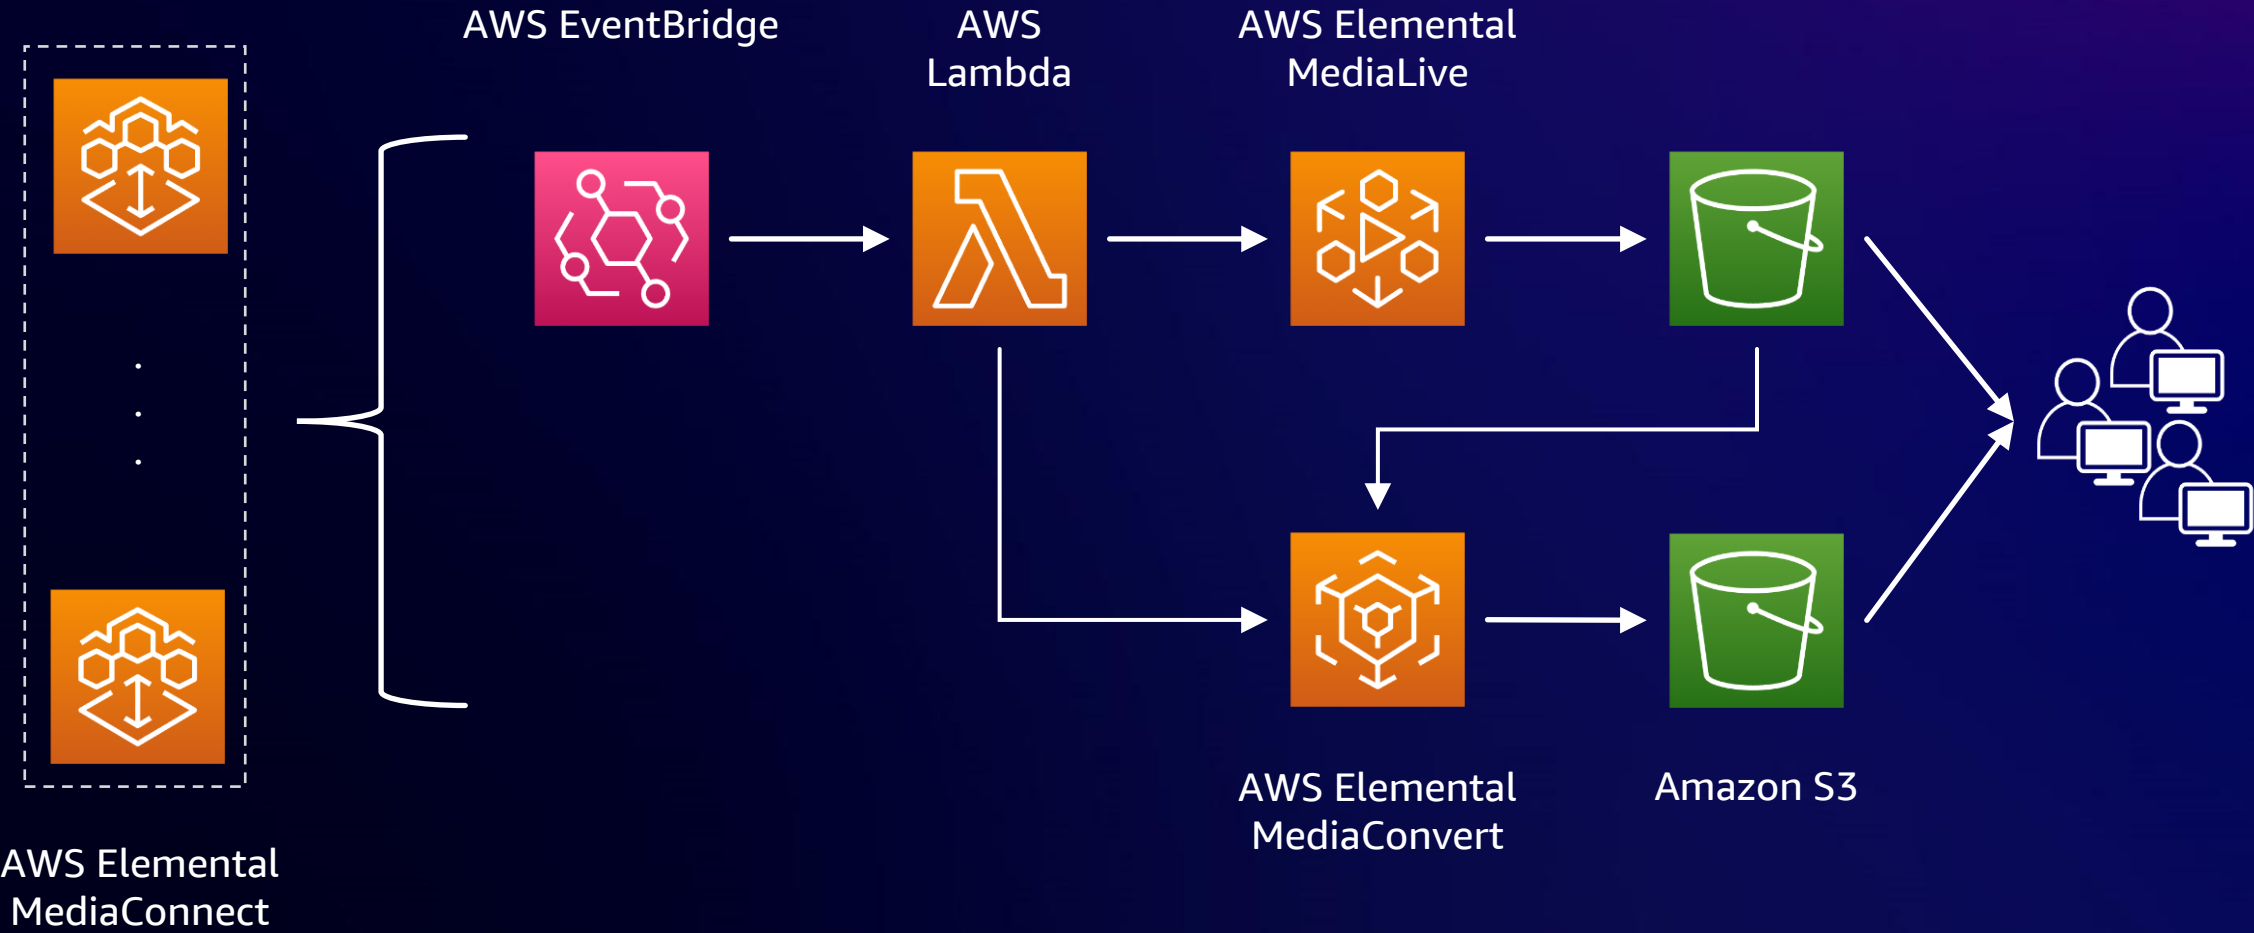 AWS EventBridge
AWS
Lambda
AWS Elemental
MediaLive
AWS Elemental
MediaConvert
Amazon S3
AWS Elemental
MediaConnect